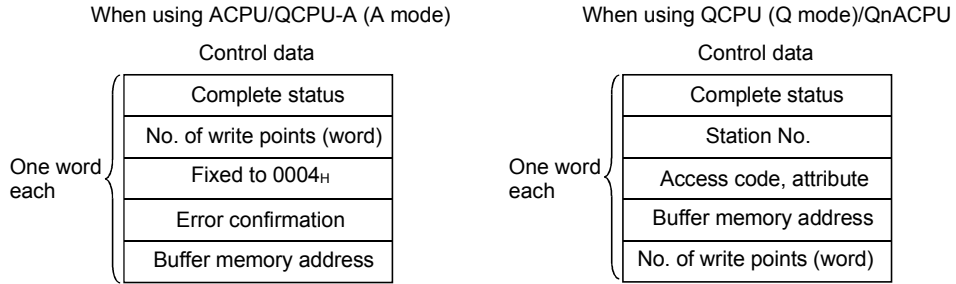 When using ACPU/QCPU-A (A mode)
Control data
One word
each
Complete status
No. of write points (word)
Fixed to 0004H
Error confirmation
Buffer memory address
When using QCPU (Q mode)/QnACPU
Control data
One word
each
Complete status
Station No.
Access code, attribute
Buffer memory address
No. of write points (word)